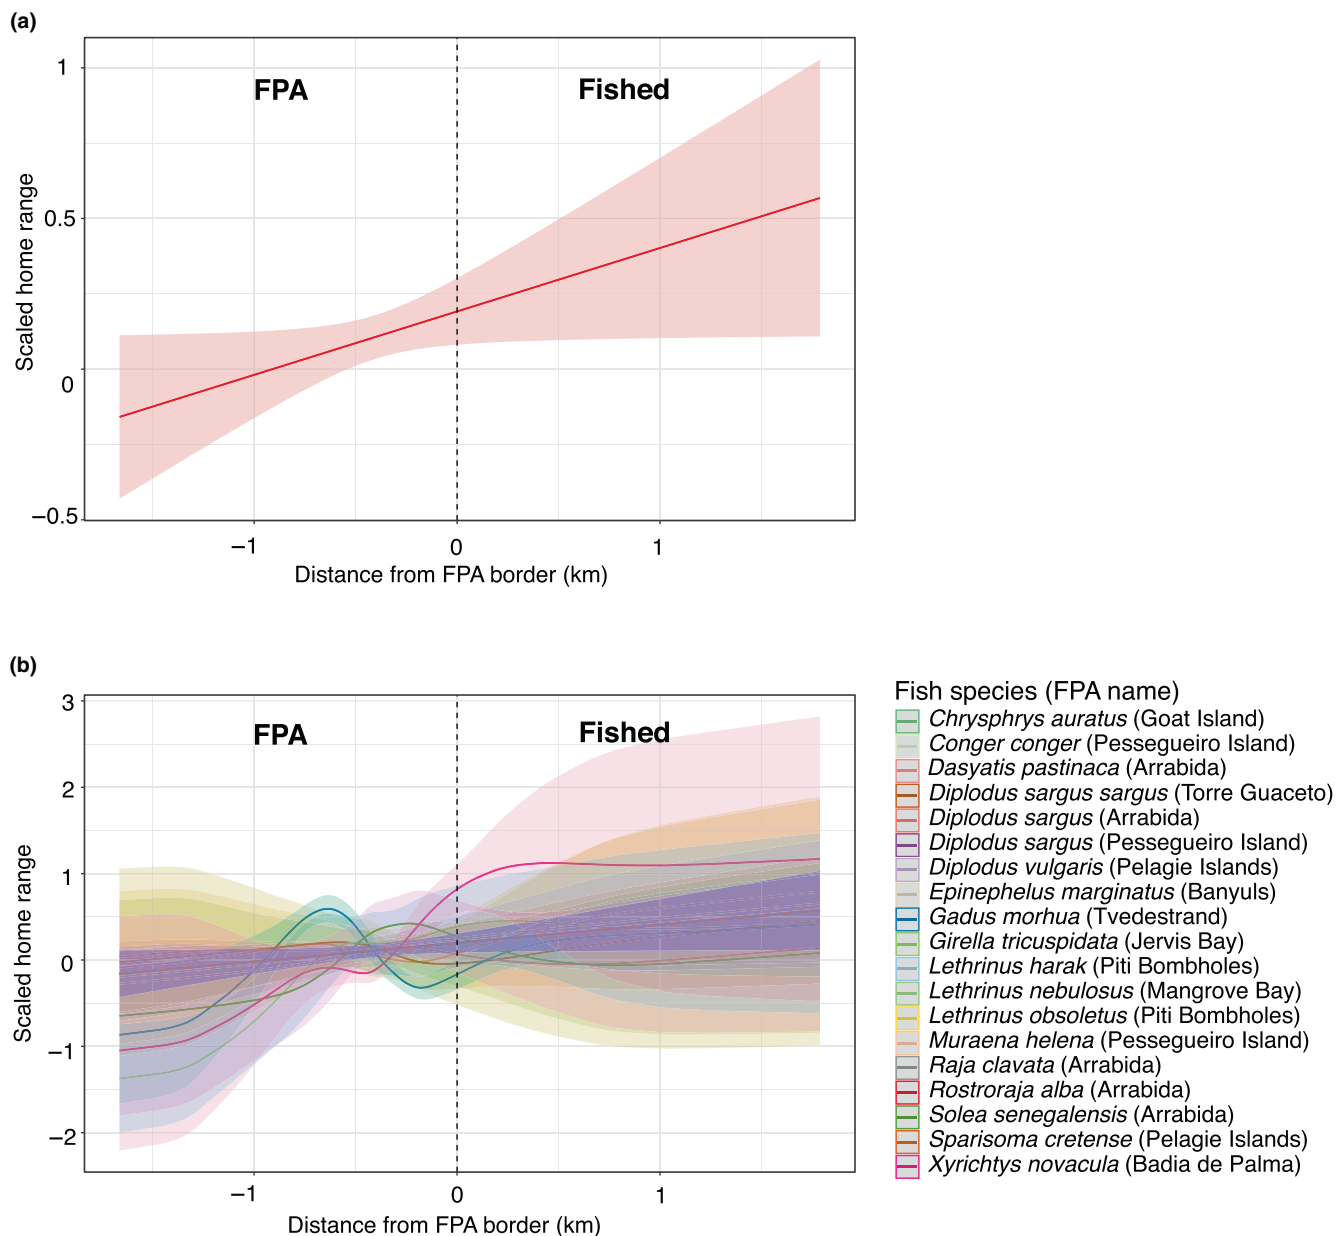 (a)
FPA
Fished
1
0.5
0
−0.5
Scaled home range
−1
0
1
Distance from FPA border (km)
(b)
FPA
Fished
3
2
1
0
−1
−2
Scaled home range
−1
0
1
Distance from FPA border (km)
Fish species (FPA name)
Chrysphrys auratus (Goat Island)
Conger conger (Pessegueiro Island)
Dasyatis pastinaca (Arrabida)
Diplodus sargus sargus (Torre Guaceto)
Diplodus sargus (Arrabida)
Diplodus sargus (Pessegueiro Island)
Diplodus vulgaris (Pelagie Islands)
Epinephelus marginatus (Banyuls)
Gadus morhua (Tvedestrand)
Girella tricuspidata (Jervis Bay)
Lethrinus harak (Piti Bombholes)
Lethrinus nebulosus (Mangrove Bay)
Lethrinus obsoletus (Piti Bombholes)
Muraena helena (Pessegueiro Island)
Raja clavata (Arrabida)
Rostroraja alba (Arrabida)
Solea senegalensis (Arrabida)
Sparisoma cretense (Pelagie Islands)
Xyrichtys novacula (Badia de Palma)